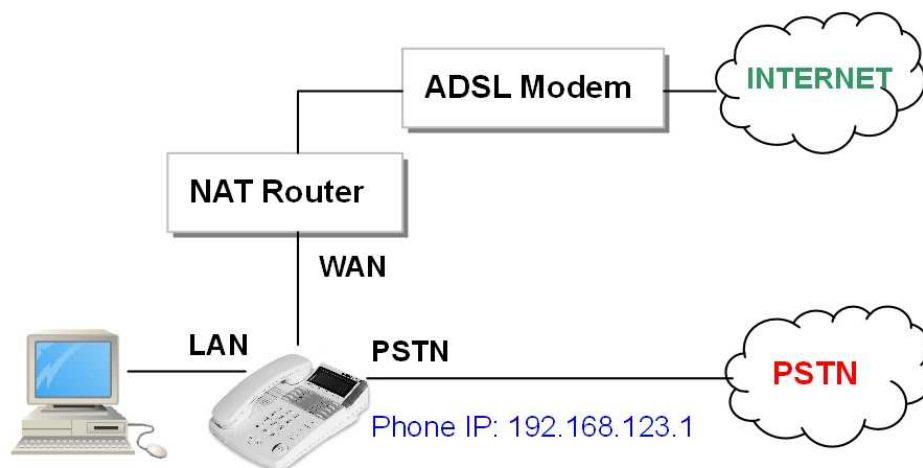 ADSL Modem
INTERNET
NAT Router
WAN
LAN
PSTN
PSTN
Phone IP: 192.168.123.1